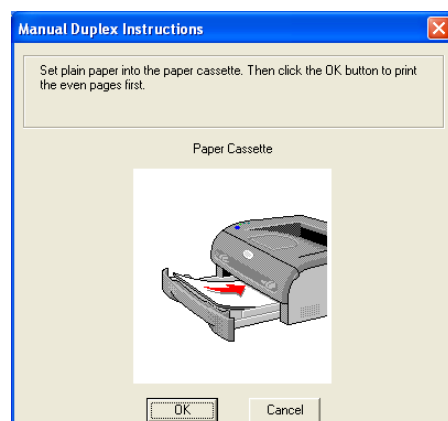 Manual Duplex Instructions
Set plain paper into the paper cassette. Then click the OK button to print
the even pages first.
Paper Cassette
OK
Cancel